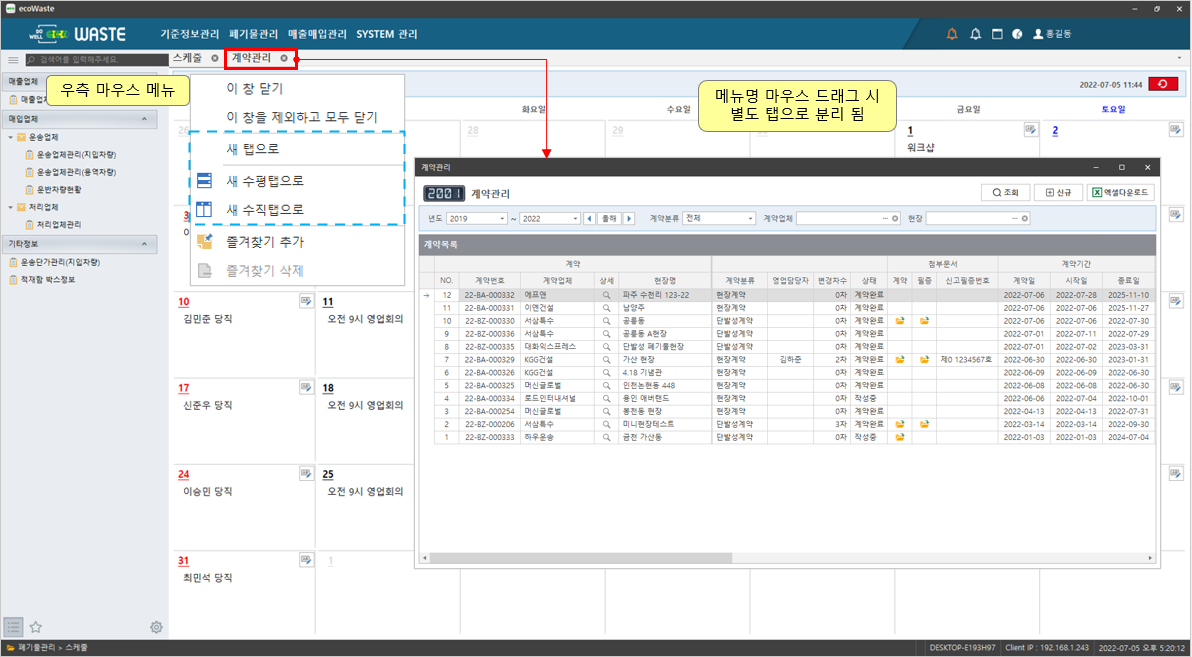 ecoWaste
DO WELL eco WASTE
기준정보관리 폐기물관리 매출매입관리 SYSTEM 관리
홍길동
검색어를 입력해주세요.
스케줄
계약관리
매출업체
매출업체
우측 마우스 메뉴
매입업체
운송업체
운송업체관리(지입차량)
운송업체관리(용역차량)
운반차량현황
처리업체
처리업체관리
기타정보
운송단가관리(지입차량)
적재함 박스정보
이 창 닫기
이 창을 제외하고 모두 닫기
새 탭으로
새 수평탭으로
새 수직탭으로
즐겨찾기 추가
즐겨찾기 삭제
메뉴명 마우스 드래그 시
별도 탭으로 분리 됨
2022-07-05 11:44
화요일 수요일 금요일 토요일
26 28 29 1 2
워크샵
3
10 11
김민준 당직 오전 9시 영업회의
17 18
신준우 당직 오전 9시 영업회의
24 25
이승민 당직 오전 9시 영업회의
31 1
최민석 당직
계약관리
2001 계약관리
조회 신규 엑셀다운로드
년도 2019 ~ 2022 올해 계약분류 전체 계약업체 현장
계약목록
계약 첨부문서 계약기간
NO. 계약번호 계약업체 상세 현장명 계약분류 영업담당자 변경차수 상태 계약 필증 신고필증번호 계약일 시작일 종료일
12 22-BA-000332 에프앤 파주 수천리 123-22 현장계약 0차 계약완료 2022-07-06 2022-07-28 2025-11-10
11 22-BA-000331 이엔건설 남양주 현장계약 0차 계약완료 2022-07-06 2022-07-06 2025-11-27
10 22-BZ-000330 서삼특수 공릉동 단발성계약 0차 계약완료 2022-07-06 2022-07-06 2022-07-30
9 22-BZ-000336 서삼특수 공릉동 A현장 단발성계약 0차 계약완료 2022-07-01 2022-07-11 2022-07-29
8 22-BZ-000335 대화익스프레스 단발성 폐기물현장 단발성계약 0차 계약완료 2022-07-01 2022-07-02 2023-03-31
7 22-BA-000329 KGG건설 가산 현장 현장계약 김하준 2차 계약완료 제0 1234567호 2022-06-30 2022-06-30 2023-01-31
6 22-BA-000326 KGG건설 4.18 기념관 현장계약 0차 계약완료 2022-06-09 2022-06-09 2022-06-30
5 22-BA-000325 머신글로벌 인천논현동 448 현장계약 0차 계약완료 2022-06-08 2022-06-08 2022-06-30
4 22-BA-000334 로드인터내셔널 용인 애버랜드 현장계약 0차 작성중 2022-06-06 2022-07-04 2022-10-01
3 22-BA-000254 머신글로벌 봉천동 현장 현장계약 0차 계약완료 2022-04-13 2022-04-13 2022-07-31
2 22-BZ-000206 서삼특수 미니현장테스트 단발성계약 3차 계약완료 2022-03-14 2022-03-14 2022-09-30
1 22-BZ-000333 하우운송 금천 가산동 단발성계약 0차 작성중 2022-01-03 2022-01-03 2024-07-04
폐기물관리 > 스케줄
DESKTOP-E193H97 Client IP : 192.168.1.243 2022-07-05 오후 5:20:12